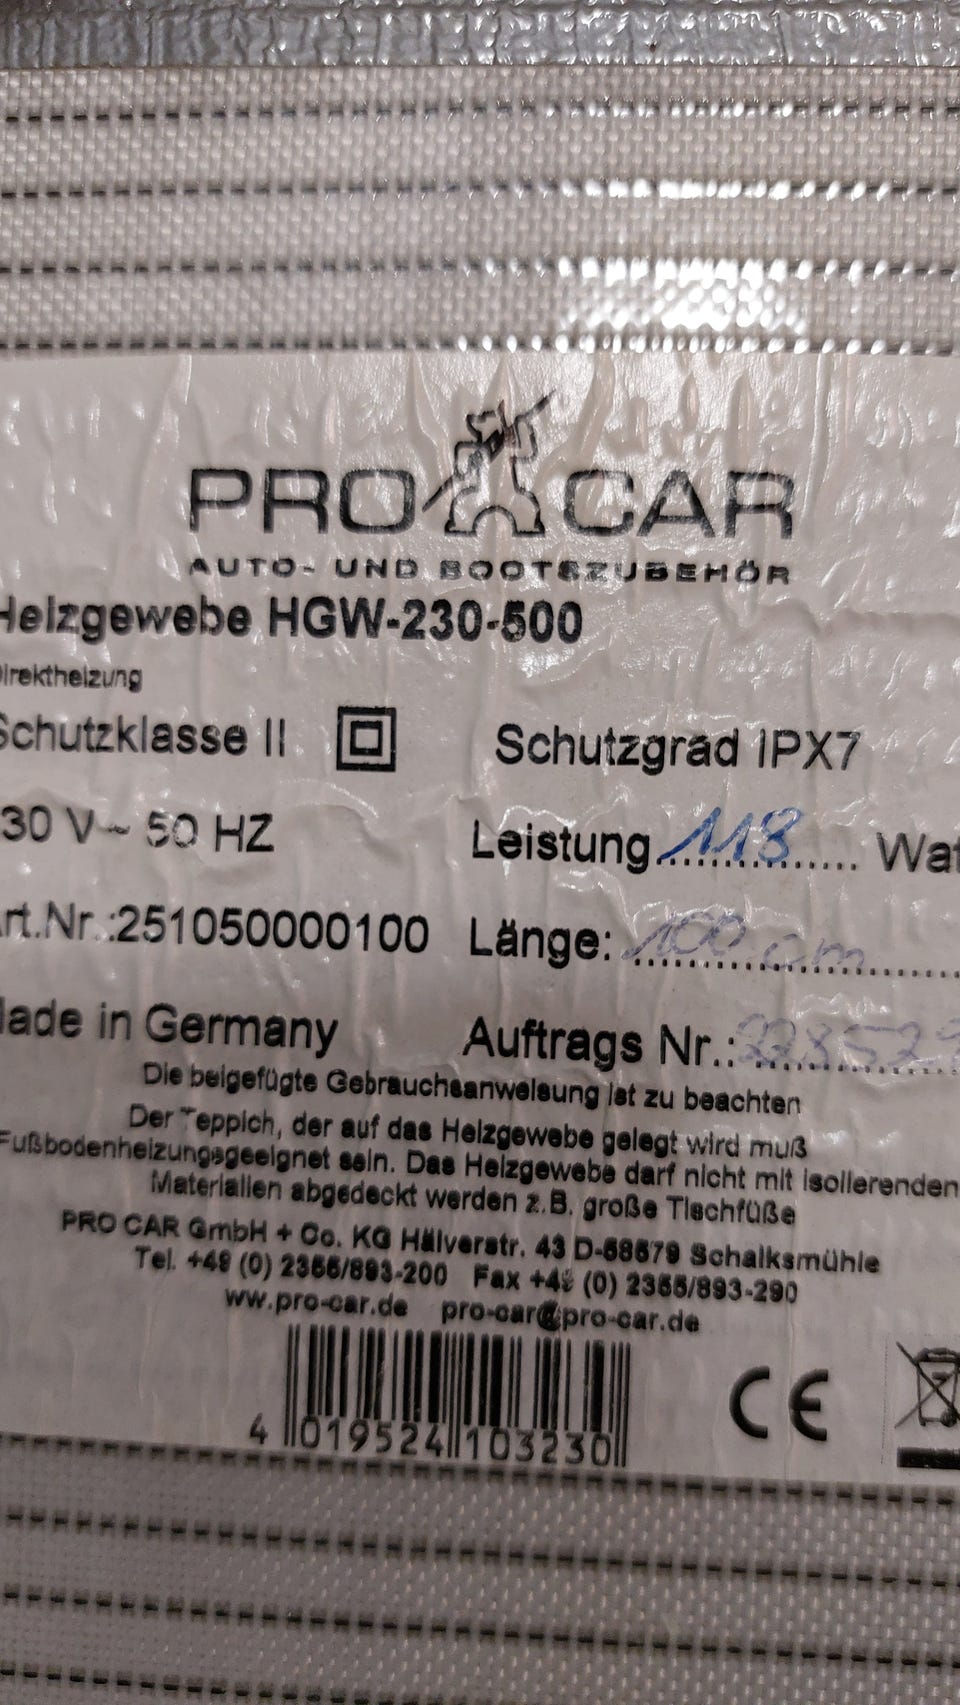 PRO CAR
AUTO- UND BOOTSZUBEHÖR
Heizgewebe HGW-230-500
Direktheizung
Schutzklasse II Schutzgrad IPX7
30 V~ 50 HZ Leistung 118 Wat
Art.Nr.:251050000100 Länge: 100 cm
Made in Germany Auftrags Nr.:
Die beigefügte Gebrauchsanweisung ist zu beachten
Der Teppich, der auf das Heizgewebe gelegt wird muß
Fußbodenheizungsgeeignet sein. Das Heizgewebe darf nicht mit isolierenden
Materialien abgedeckt werden z.B. große Tischfüße
PRO CAR GmbH + Co. KG Hälverstr. 43 D-58579 Schalksmühle
Tel. +49 (0) 2355/893-200 Fax +49 (0) 2355/893-290
ww.pro-car.de pro-car@pro-car.de
4 019524 103230
CE